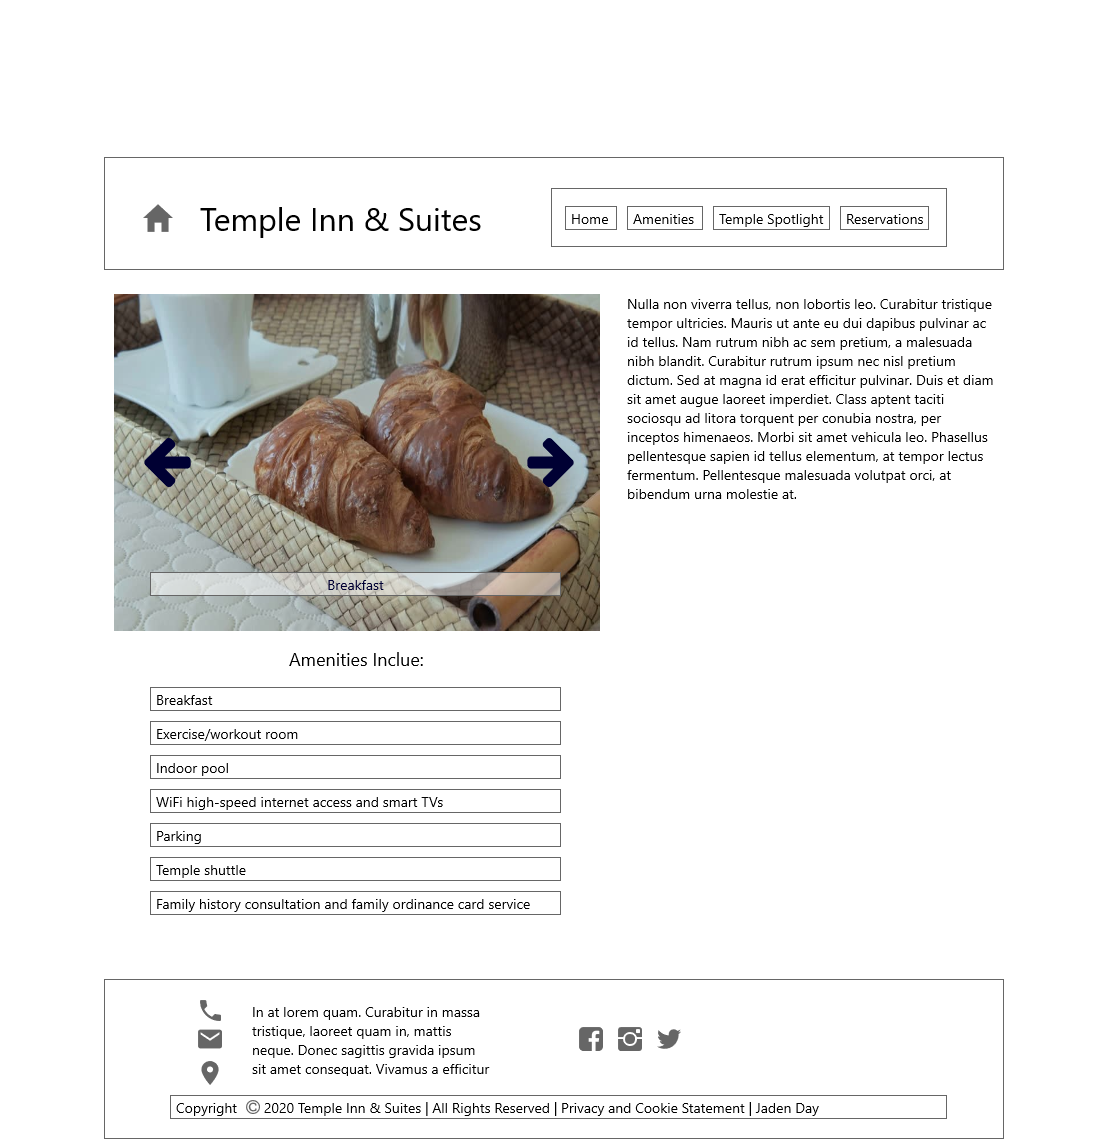 Temple Inn & Suites
Home
Amenities
Temple Spotlight
Reservations
Nulla non viverra tellus, non lobortis leo. Curabitur tristique
tempor ultricies. Mauris ut ante eu dui dapibus pulvinar ac
id tellus. Nam rutrum nibh ac sem pretium, a malesuada
nibh blandit. Curabitur rutrum ipsum nec nisl pretium
dictum. Sed at magna id erat efficitur pulvinar. Duis et diam
sit amet augue laoreet imperdiet. Class aptent taciti
sociosqu ad litora torquent per conubia nostra, per
inceptos himenaeos. Morbi sit amet vehicula leo. Phasellus
pellentesque sapien id tellus elementum, at tempor lectus
fermentum. Pellentesque malesuada volutpat orci, at
bibendum urna molestie at.
Breakfast
Amenities Inclue:
Breakfast
Exercise/workout room
Indoor pool
WiFi high-speed internet access and smart TVs
Parking
Temple shuttle
Family history consultation and family ordinance card service
In at lorem quam. Curabitur in massa
tristique, laoreet quam in, mattis
neque. Donec sagittis gravida ipsum
sit amet consequat. Vivamus a efficitur
Copyright © 2020 Temple Inn & Suites | All Rights Reserved | Privacy and Cookie Statement | Jaden Day